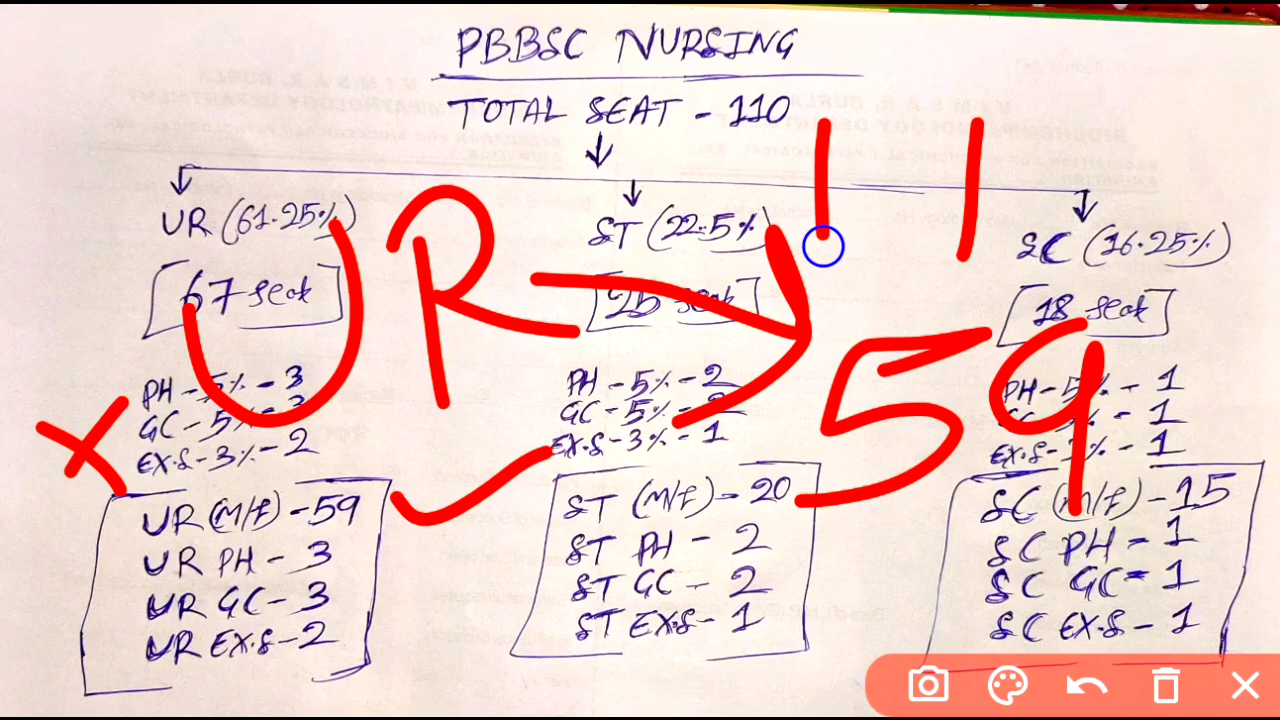 PBBSC NURSING
TOTAL SEAT - 110
UR (61.25%)
ST (22.5%)
SC (16.25%)
67 seat
25 seat
18 seat
PH - 5% - 3
GC - 5% - 3
EX.S - 3% - 2
PH - 5% - 2
GC - 5% - 2
EX.S - 3% - 1
PH - 5% - 1
% - 1
EX.S - 3% - 1
UR (M/F) - 59
UR PH - 3
UR GC - 3
UR EX.S - 2
ST (M/F) - 20
ST PH - 2
ST GC - 2
ST EX.S - 1
SC (M/F) - 15
SC PH - 1
SC GC - 1
SC EX.S - 1
UR → 59